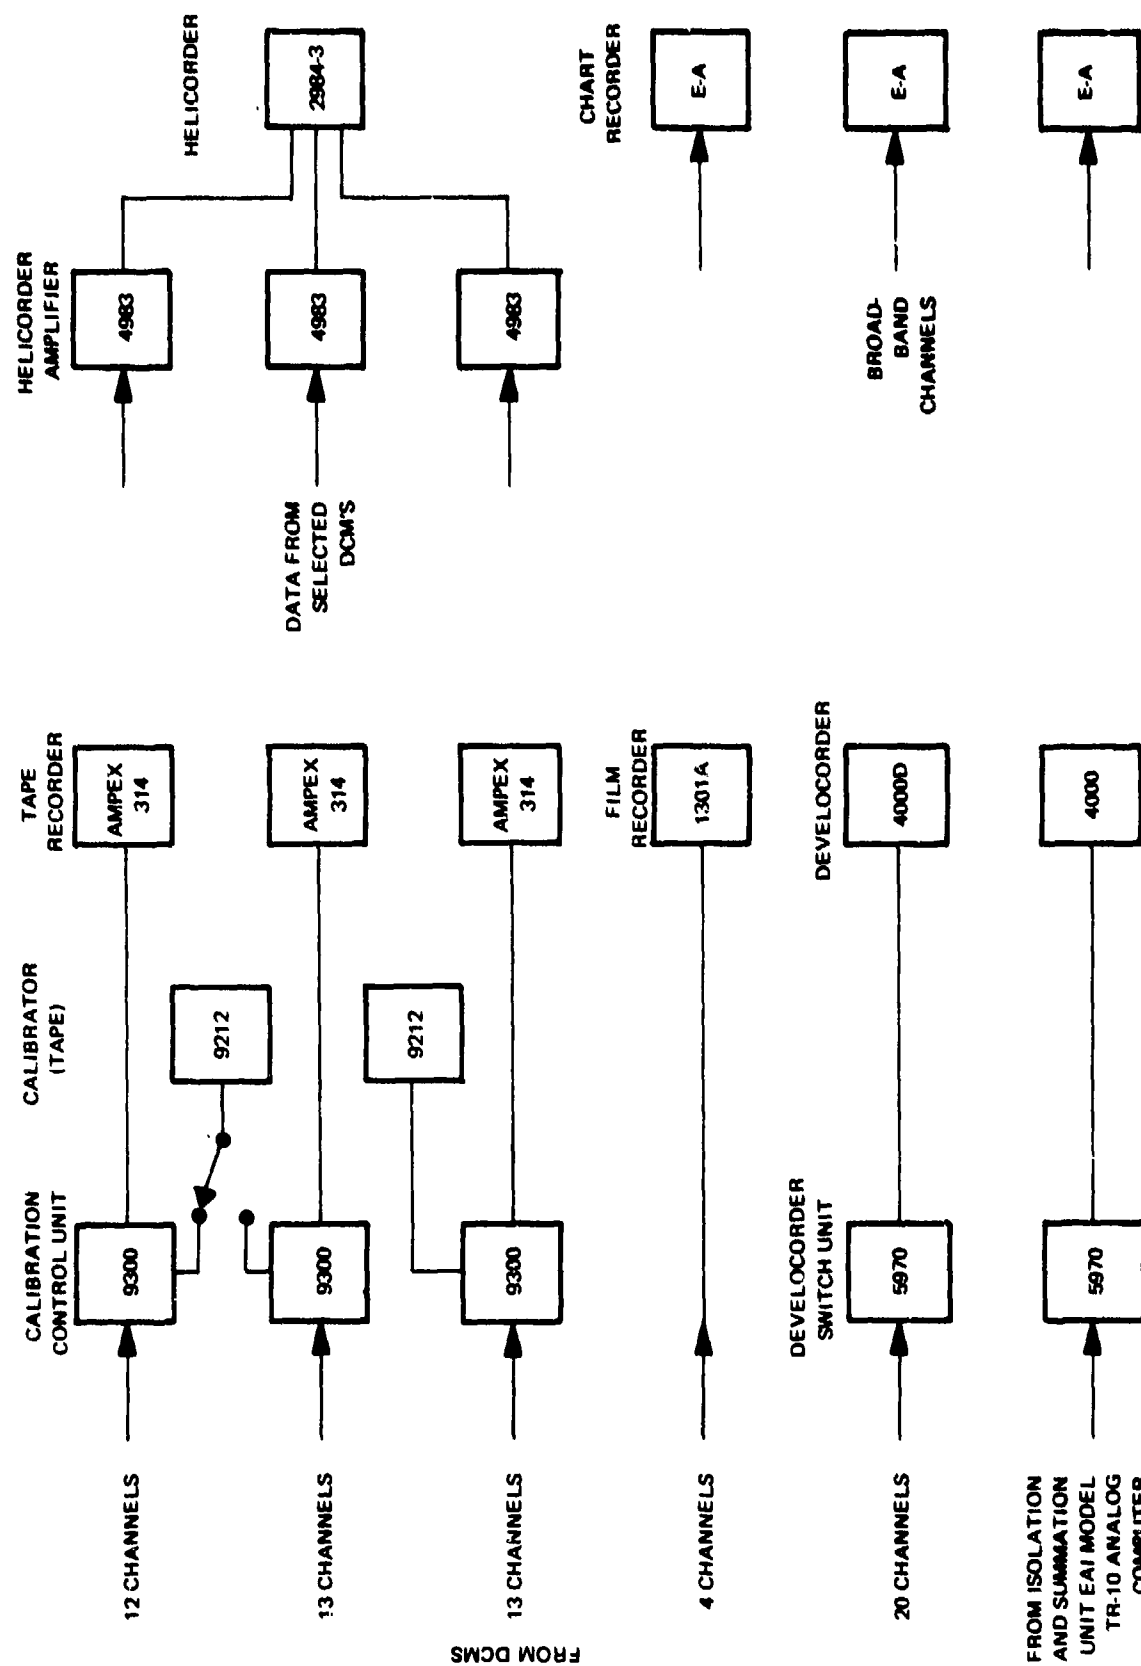 FROM DCMS
12 CHANNELS
13 CHANNELS
13 CHANNELS
4 CHANNELS
20 CHANNELS
FROM ISOLATION
AND SUMMATION
UNIT EAI MODEL
TR-10 ANALOG
COMPUTER
CALIBRATION
CONTROL UNIT
9300
9300
9300
CALIBRATOR
(TAPE)
9212
9212
TAPE
RECORDER
AMPEX
314
AMPEX
314
AMPEX
314
FILM
RECORDER
1301A
DEVELOCORDER
SWITCH UNIT
5970
5970
DEVELOCORDER
4000D
4000
DATA FROM
SELECTED
DCM'S
HELICORDER
AMPLIFIER
4983
4983
4983
HELICORDER
2984-3
BROAD-
BAND
CHANNELS
CHART
RECORDER
E-A
E-A
E-A